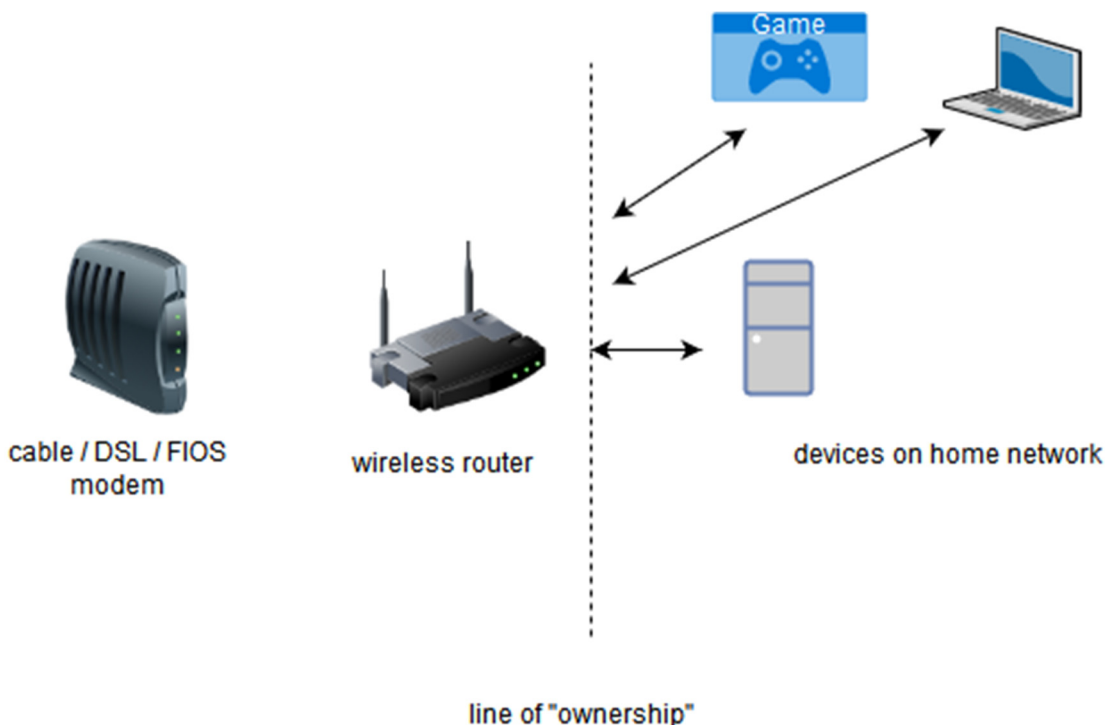 Game
cable / DSL / FIOS
modem
wireless router
devices on home network
line of "ownership"